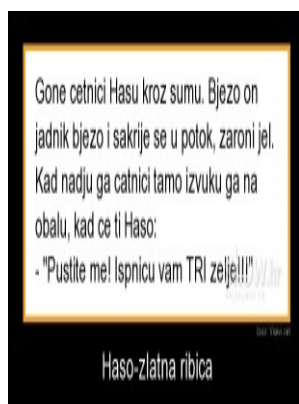 Gone cetnici Hasu kroz sumu. Bjezo on
jadnik bjezo i sakrije se u potok, zaroni jel.
Kad nadju ga catnici tamo izvuku ga na
obalu, kad ce ti Haso:
- "Pustite me! Ispnicu vam TRI zelje!!!"
Haso-zlatna ribica